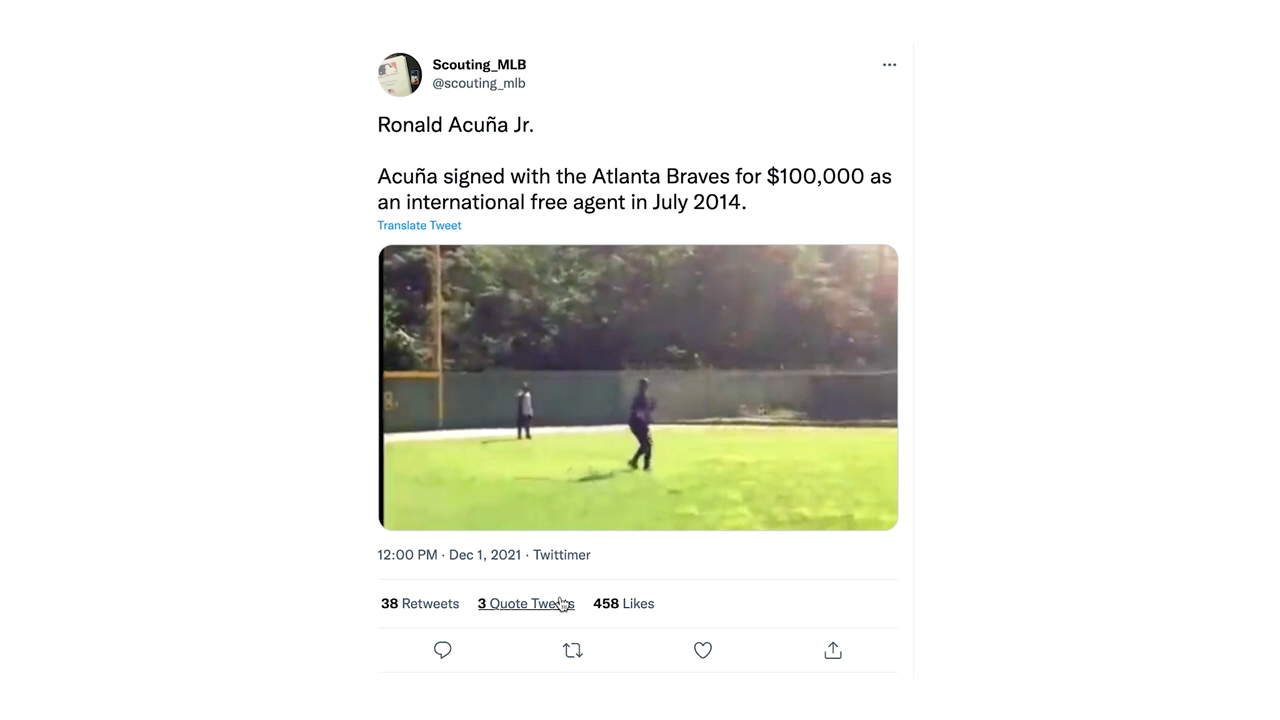 Scouting_MLB
@scouting_mlb
Ronald Acuña Jr.
Acuña signed with the Atlanta Braves for $100,000 as
an international free agent in July 2014.
Translate Tweet
12:00 PM · Dec 1, 2021 · Twittimer
38 Retweets 3 Quote Tweets 458 Likes